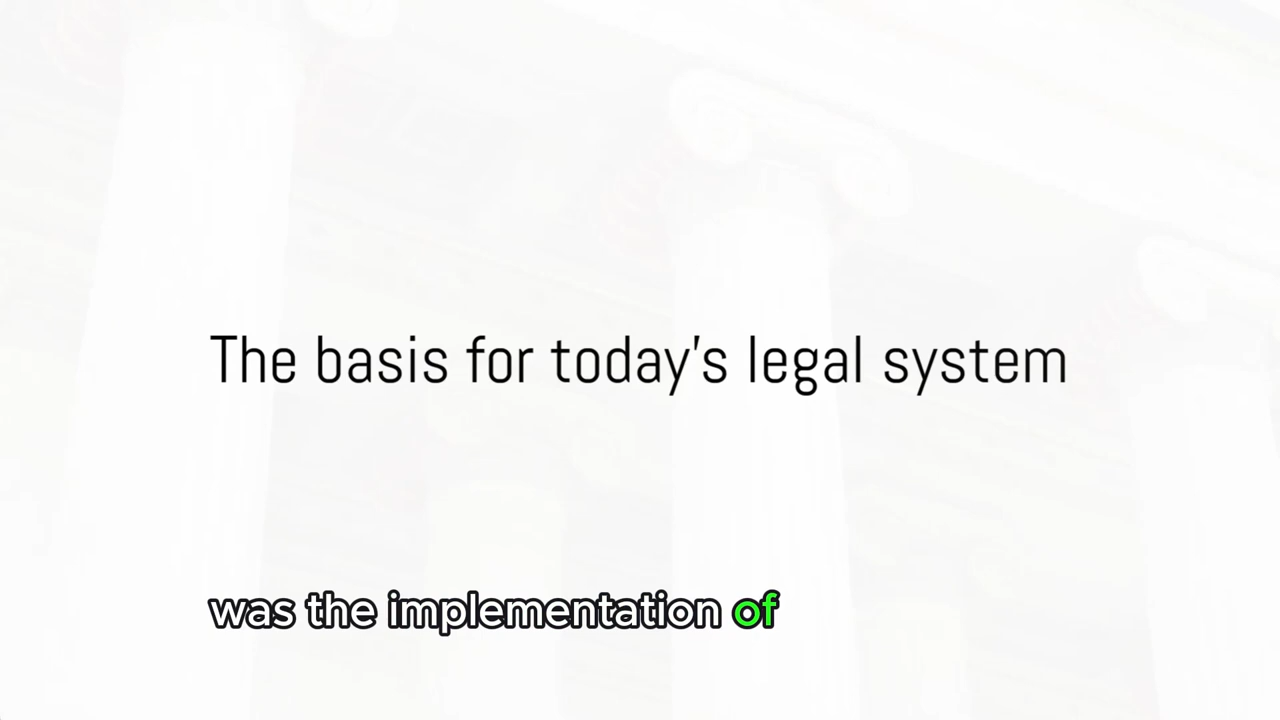 The basis for today's legal system
was the implementation of